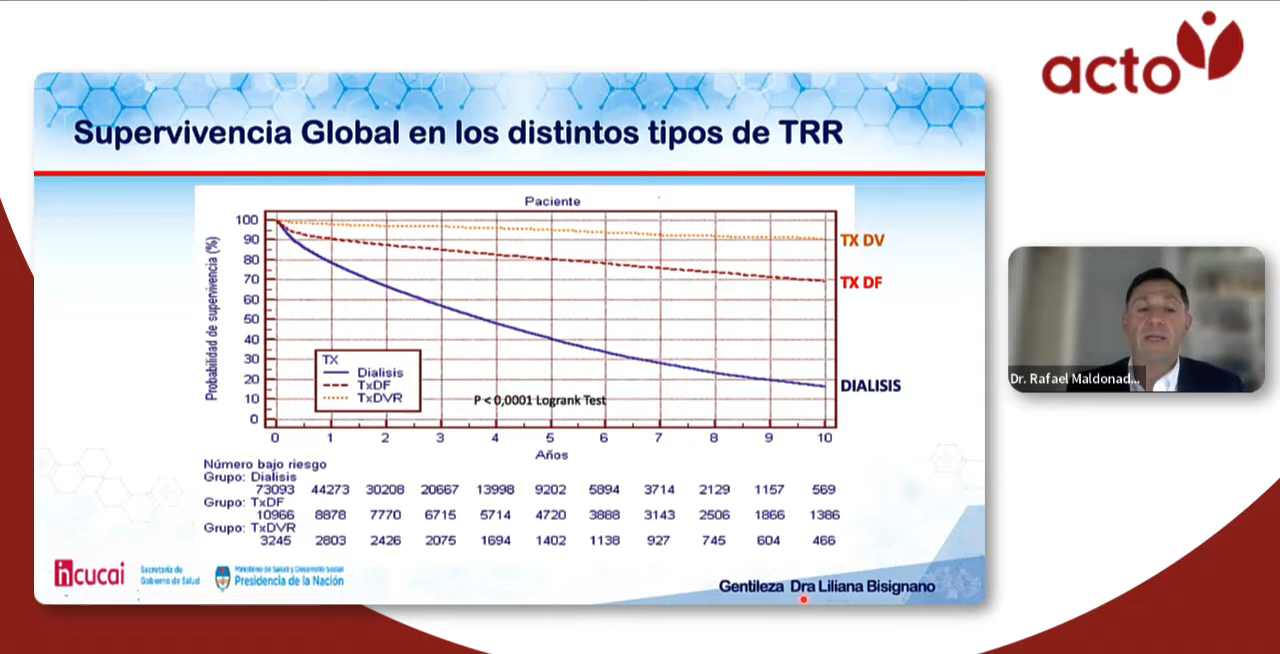 acto
Supervivencia Global en los distintos tipos de TRR
Paciente
Probabilidad de supervivencia (%)
100
90
80
70
60
50
40
30
20
10
0
TX DV
TX DF
DIALISIS
TX
Dialisis
TxDF
TxDVR
P < 0,0001 Logrank Test
0 1 2 3 4 5 6 7 8 9 10
Años
Número bajo riesgo
Grupo: Dialisis
73093 44273 30208 20667 13998 9202 5894 3714 2129 1157 569
Grupo: TxDF
10966 8878 7770 6715 5714 4720 3888 3143 2506 1866 1386
Grupo: TxDVR
3245 2803 2426 2075 1694 1402 1138 927 745 604 466
incucai
Secretaría de
Gobierno de Salud
Ministerio de Salud y Desarrollo Social
Presidencia de la Nación
Gentileza Dra Liliana Bisignano
Dr. Rafael Maldonad...